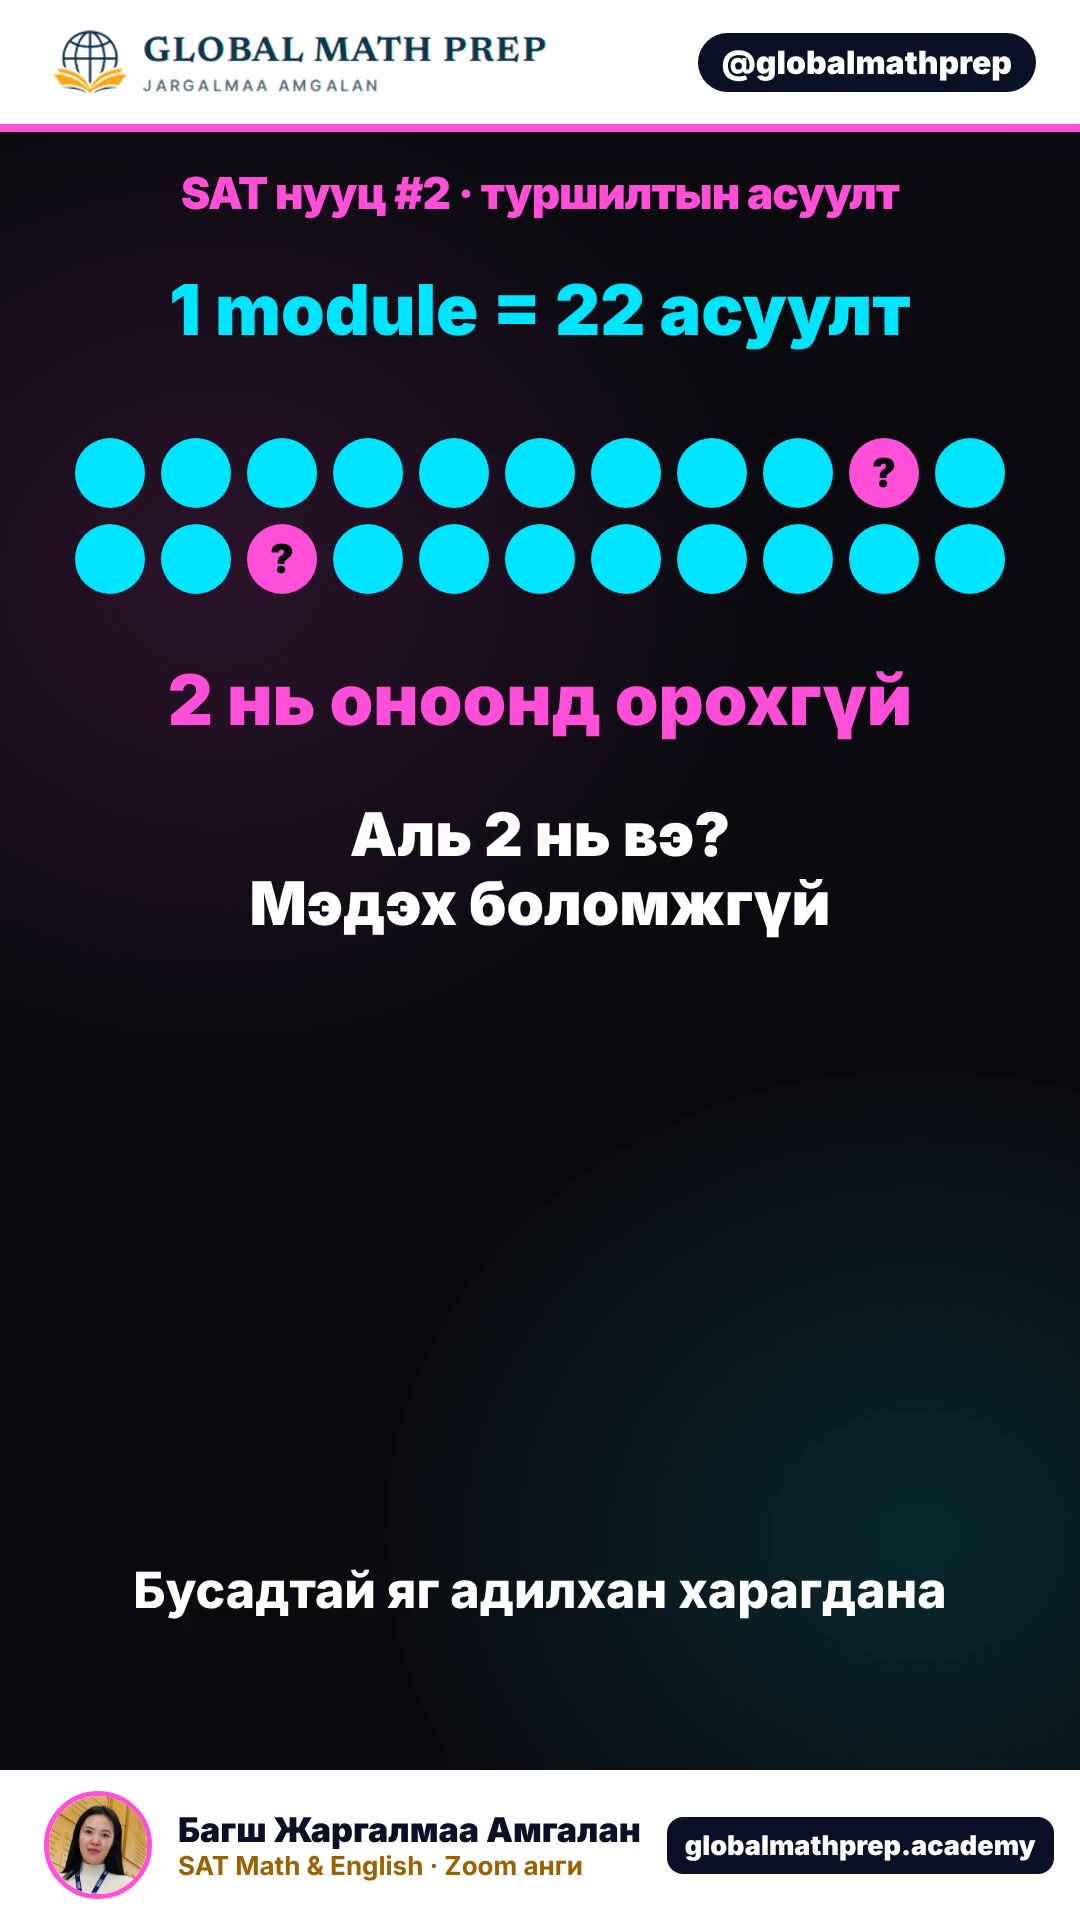 GLOBAL MATH PREP
JARGALMAA AMGALAN
@globalmathprep
SAT нууц #2 · туршилтын асуулт
1 module = 22 асуулт
?
?
2 нь оноонд орохгүй
Аль 2 нь вэ?
Мэдэх боломжгүй
Бусадтай яг адилхан харагдана
Багш Жаргалмаа Амгалан
SAT Math & English · Zoom анги
globalmathprep.academy